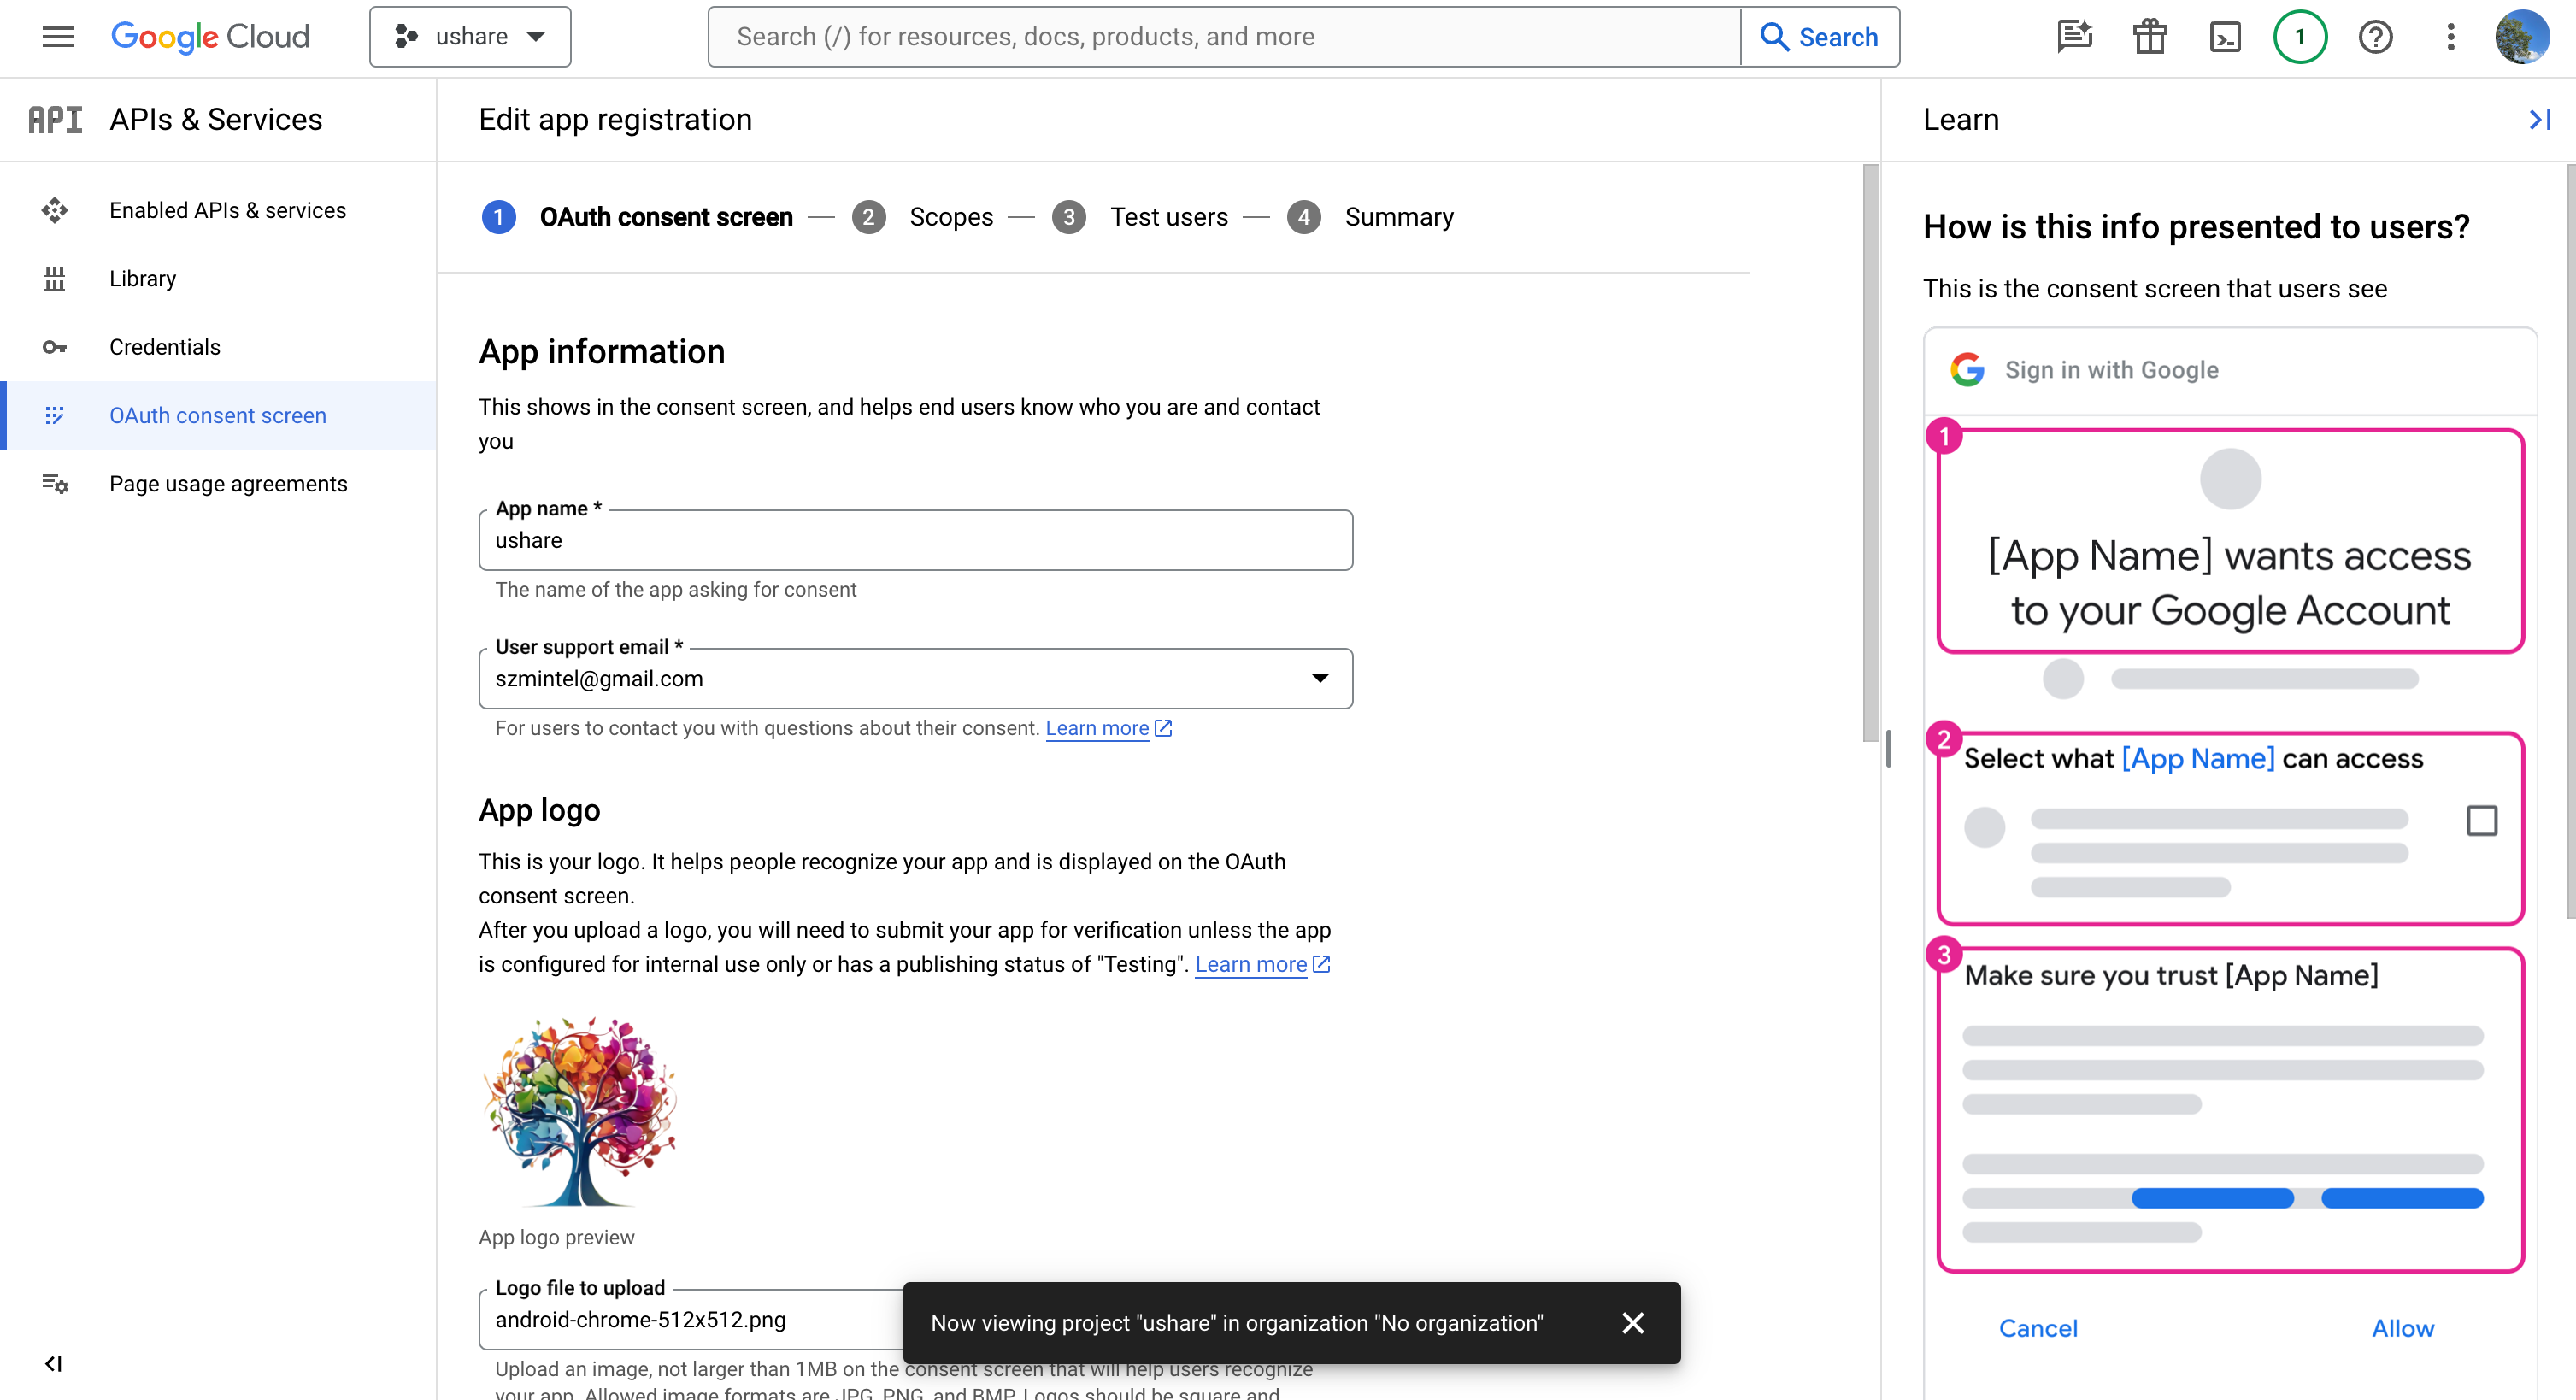 Google Cloud
ushare
Search (/) for resources, docs, products, and more
Search
1
API APIs & Services
Enabled APIs & services
Library
Credentials
OAuth consent screen
Page usage agreements
Edit app registration
1 OAuth consent screen — 2 Scopes — 3 Test users — 4 Summary
App information
This shows in the consent screen, and helps end users know who you are and contact
you
App name *
ushare
The name of the app asking for consent
User support email *
szmintel@gmail.com
For users to contact you with questions about their consent. Learn more
App logo
This is your logo. It helps people recognize your app and is displayed on the OAuth
consent screen.
After you upload a logo, you will need to submit your app for verification unless the app
is configured for internal use only or has a publishing status of "Testing". Learn more
App logo preview
Logo file to upload
android-chrome-512x512.png
Upload an image, not larger than 1MB on the consent screen that will help users recognize
your app. Allowed image formats are JPG, PNG, and BMP. Logos should be square and
Now viewing project "ushare" in organization "No organization"
Learn
How is this info presented to users?
This is the consent screen that users see
Sign in with Google
1
[App Name] wants access
to your Google Account
2
Select what [App Name] can access
3
Make sure you trust [App Name]
Cancel
Allow